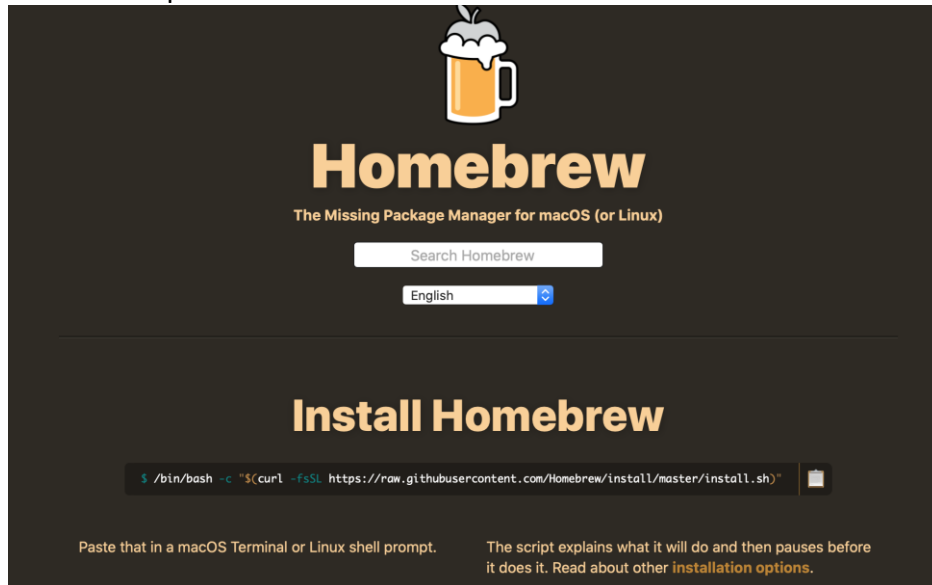 Homebrew
The Missing Package Manager for macOS (or Linux)
Search Homebrew
English
Install Homebrew
$ /bin/bash -c "$(curl -fsSL https://raw.githubusercontent.com/Homebrew/install/master/install.sh)"
Paste that in a macOS Terminal or Linux shell prompt.
The script explains what it will do and then pauses before
it does it. Read about other installation options.